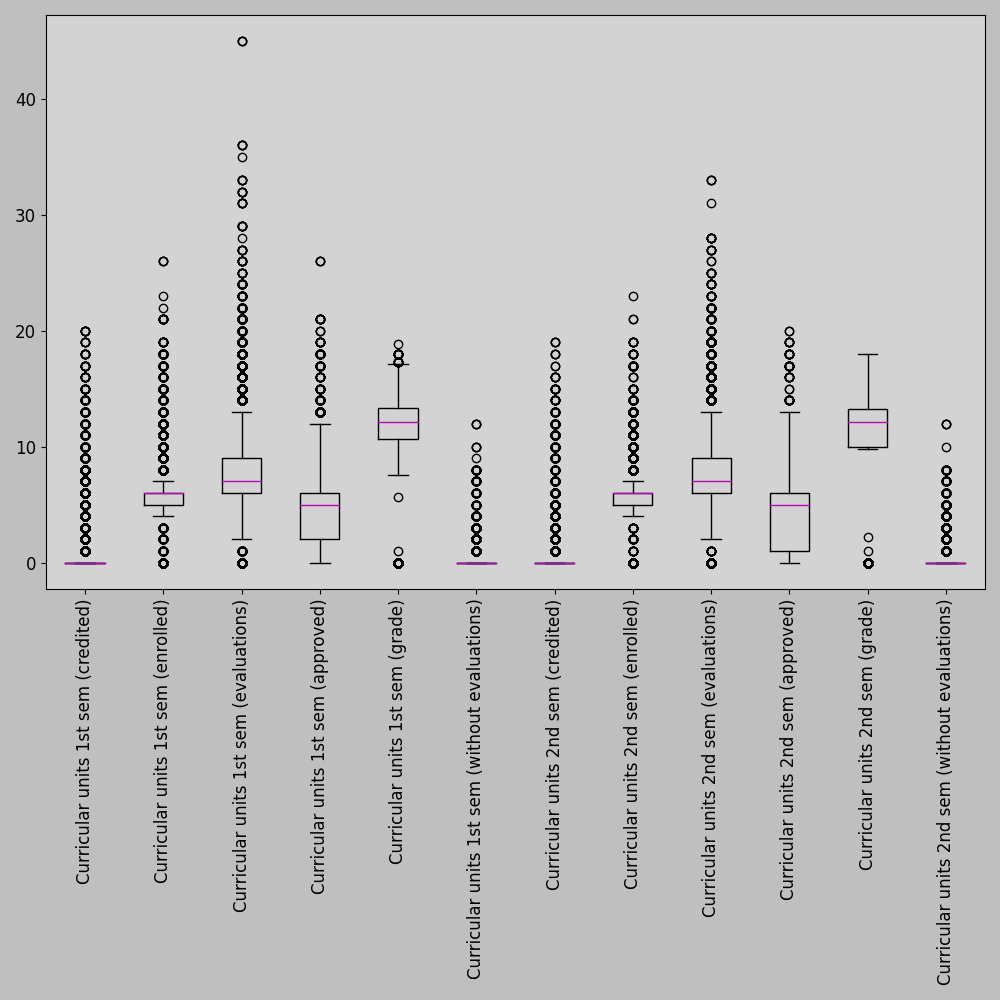 40
30
20
10
0
Curricular units 1st sem (credited)
Curricular units 1st sem (enrolled)
Curricular units 1st sem (evaluations)
Curricular units 1st sem (approved)
Curricular units 1st sem (grade)
Curricular units 1st sem (without evaluations)
Curricular units 2nd sem (credited)
Curricular units 2nd sem (enrolled)
Curricular units 2nd sem (evaluations)
Curricular units 2nd sem (approved)
Curricular units 2nd sem (grade)
Curricular units 2nd sem (without evaluations)